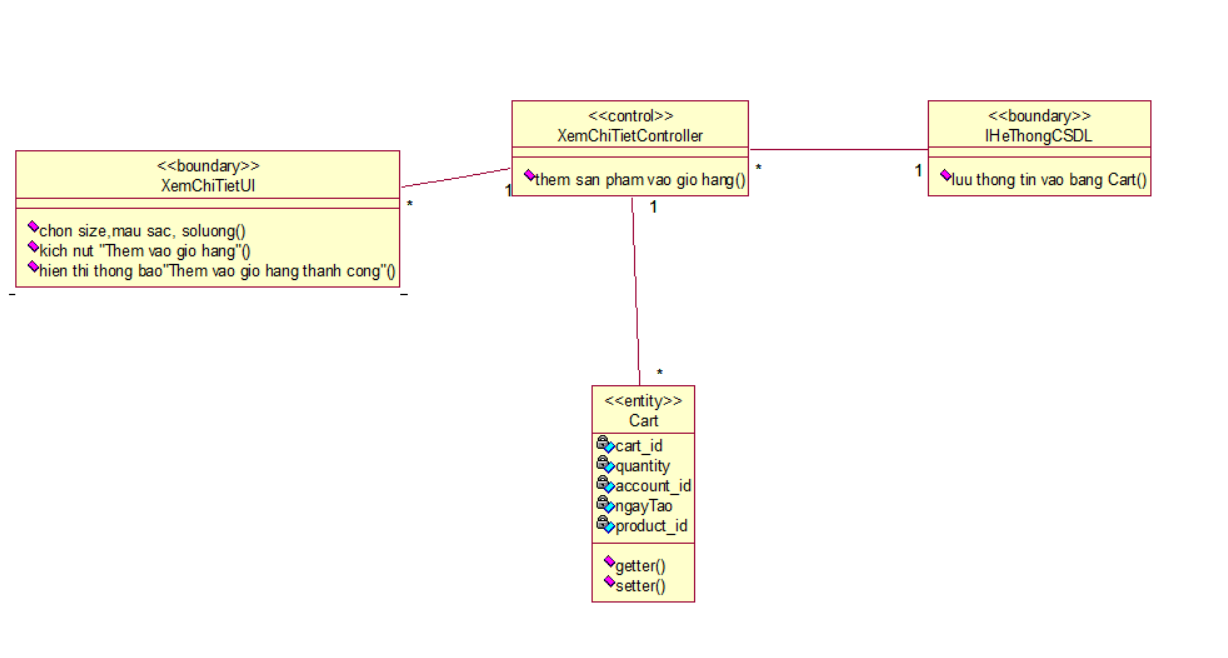 <<boundary>>
XemChiTietUI
chon size,mau sac, soluong()
kich nut "Them vao gio hang"()
hien thi thong bao"Them vao gio hang thanh cong"()
*
1
<<control>>
XemChiTietController
them san pham vao gio hang()
*
1
<<boundary>>
IHeThongCSDL
luu thong tin vao bang Cart()
1
*
<<entity>>
Cart
cart_id
quantity
account_id
ngayTao
product_id
getter()
setter()